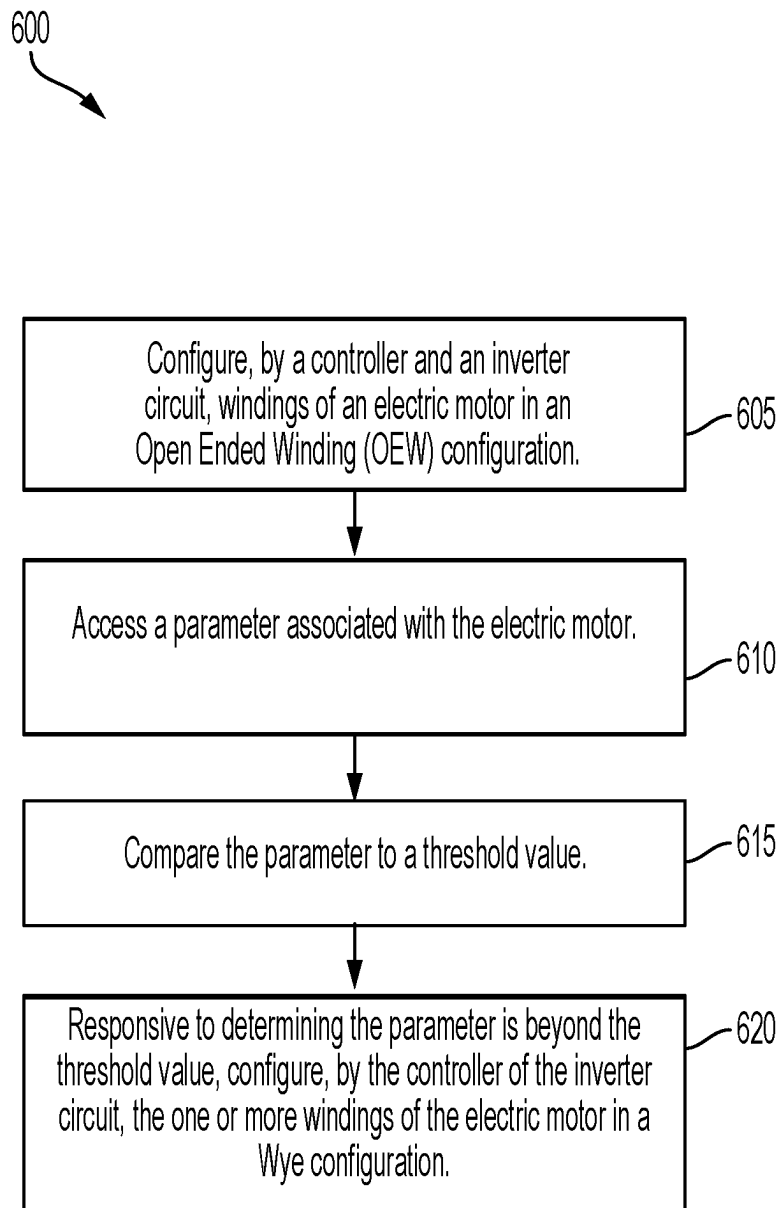 600
Configure, by a controller and an inverter
circuit, windings of an electric motor in an
Open Ended Winding (OEW) configuration.
605
Access a parameter associated with the electric motor.
610
Compare the parameter to a threshold value.
615
Responsive to determining the parameter is beyond the
threshold value, configure, by the controller of the inverter
circuit, the one or more windings of the electric motor in a
Wye configuration.
620